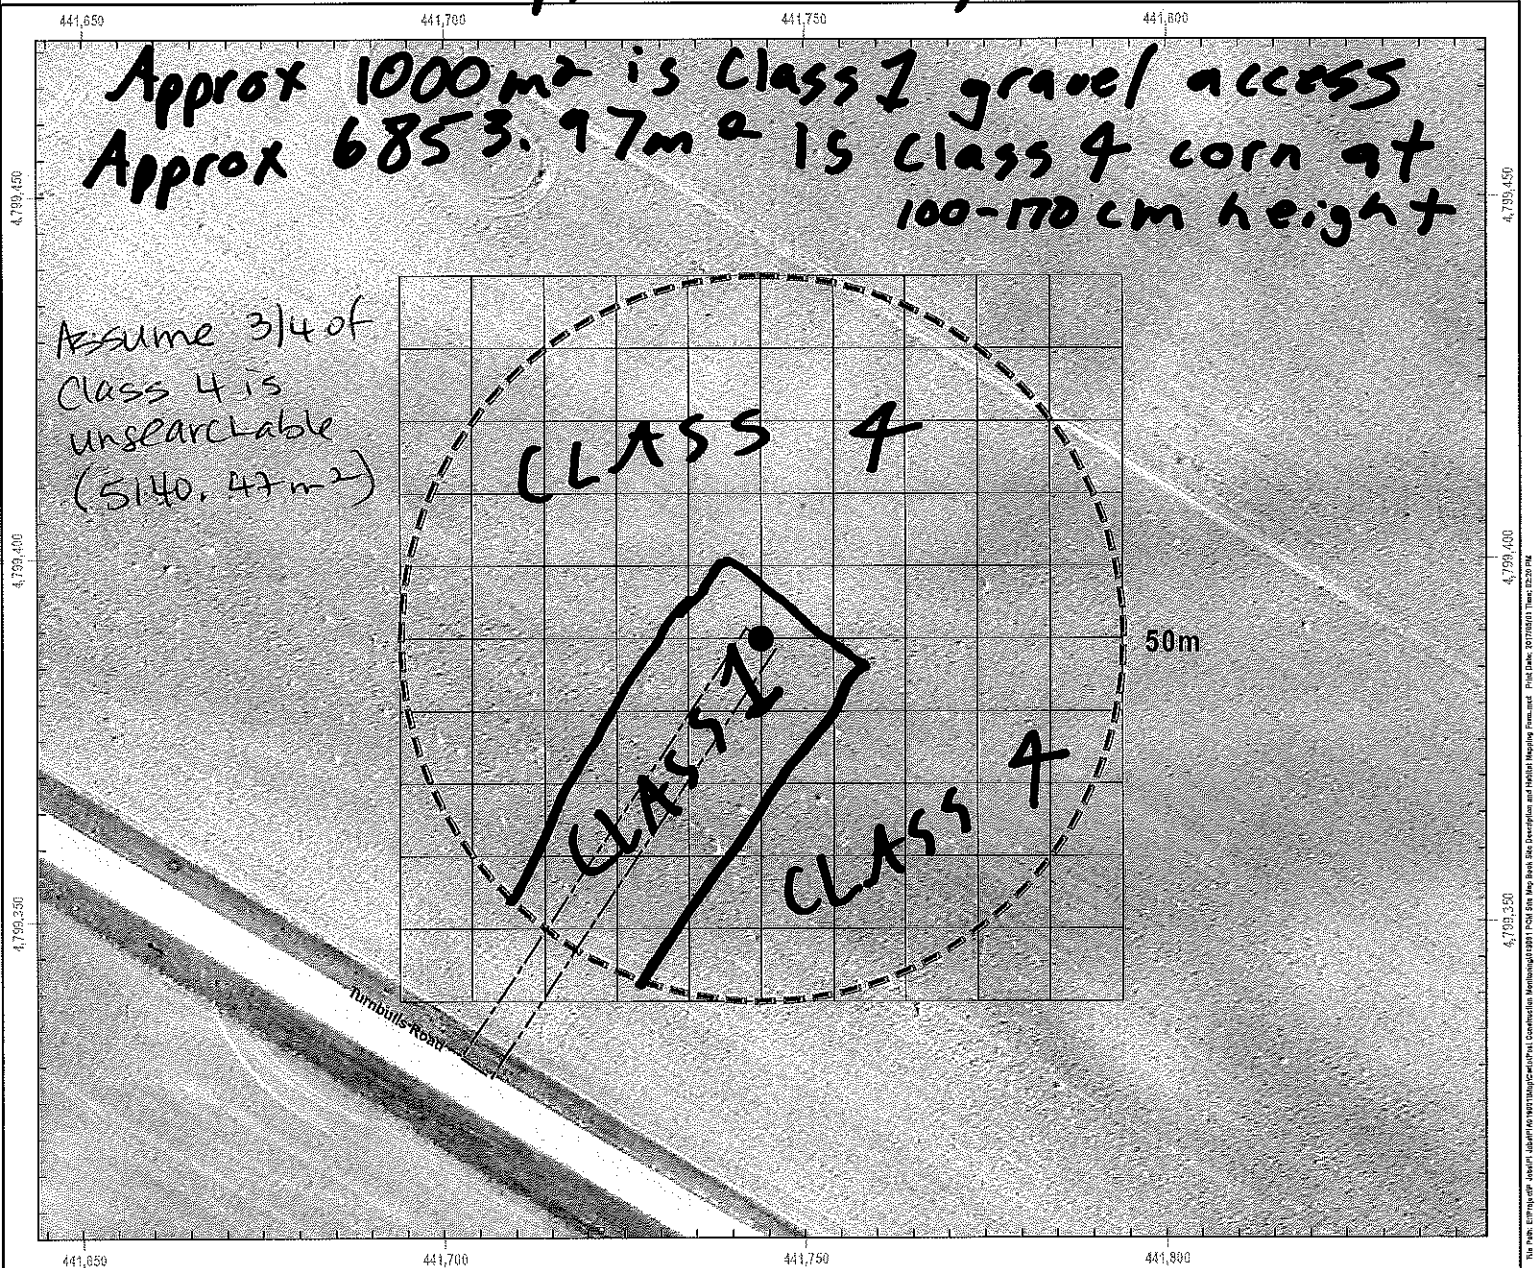 441,650 441,700 441,750 441,800
Approx 1000m² is Class 1 gravel access
Approx 6853.97m² is Class 4 corn at
100-170 cm height
4,799,450 4,799,450
Assume 3/4 of
Class 4 is
unsearchable
(5140.47m²)
CLASS 4
4,799,400 4,799,400
50m
CLASS 1
CLASS 4
4,799,350 4,799,350
Turnbulls Road
441,650 441,700 441,750 441,800